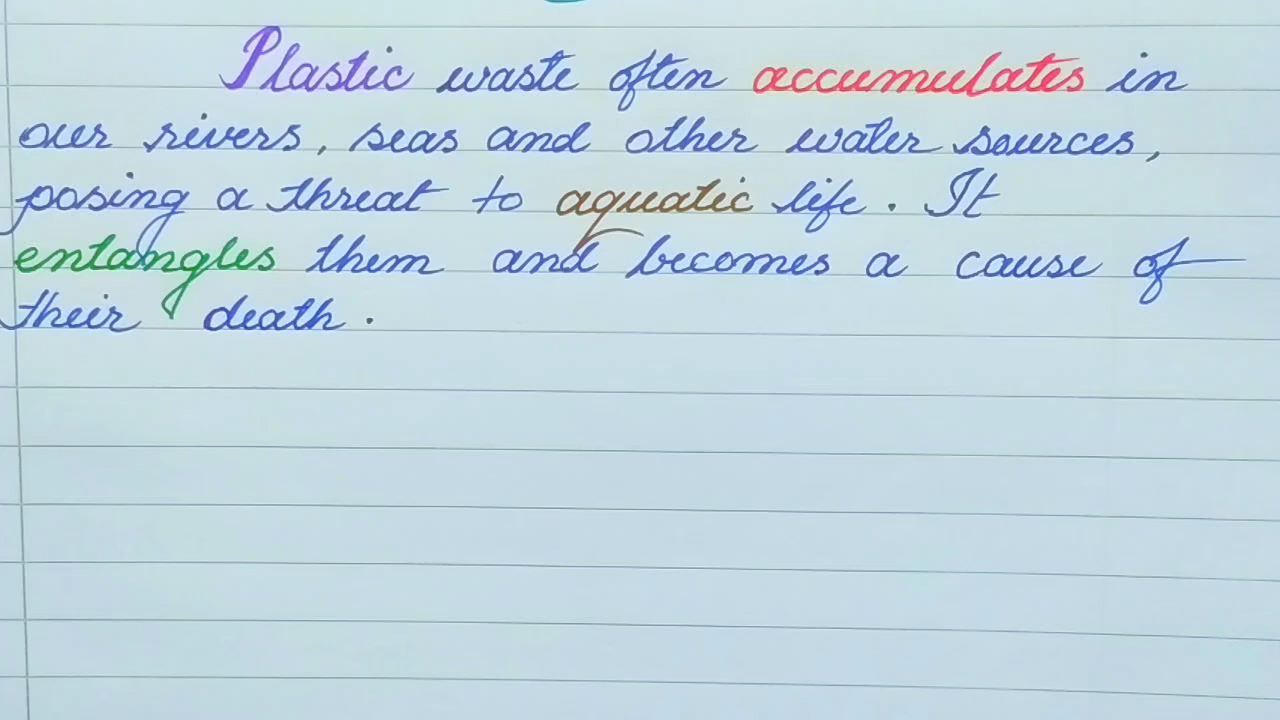 Plastic waste often accumulates in
our rivers, seas and other water sources,
posing a threat to aquatic life. It
entangles them and becomes a cause of
their death.